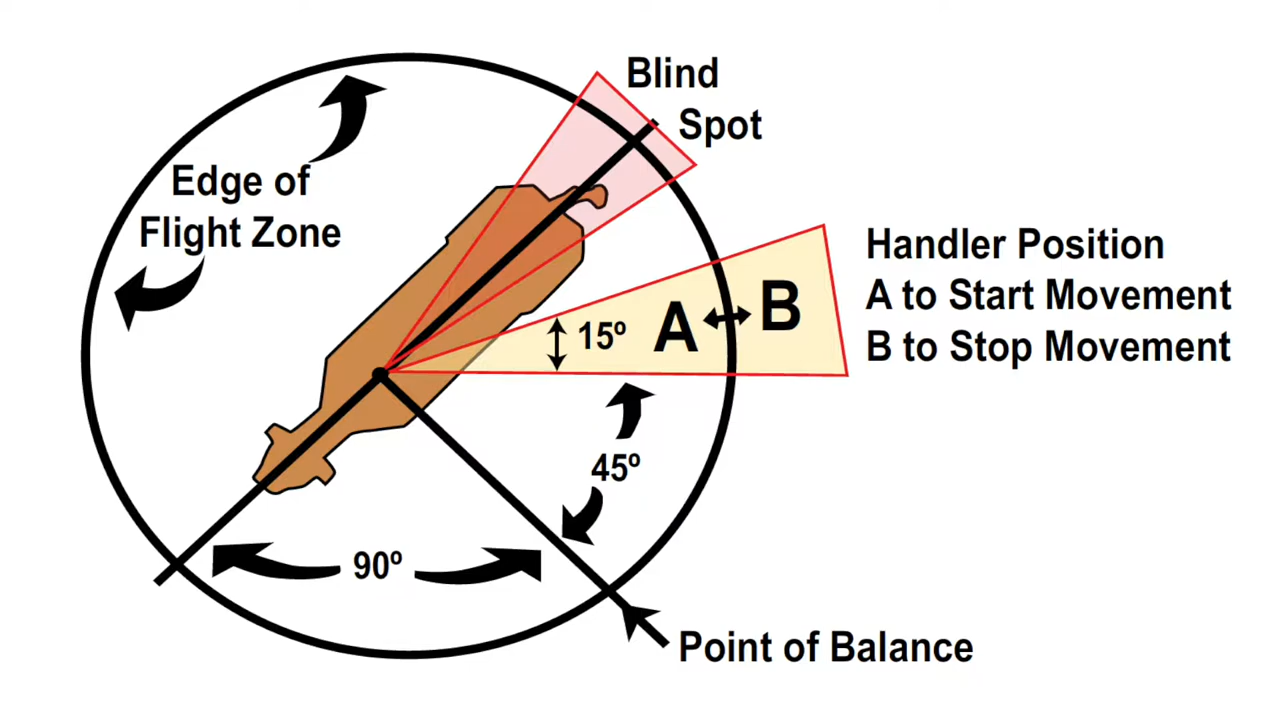 Blind
Spot
Edge of
Flight Zone
Handler Position
A to Start Movement
B to Stop Movement
A
B
15º
45º
90º
Point of Balance